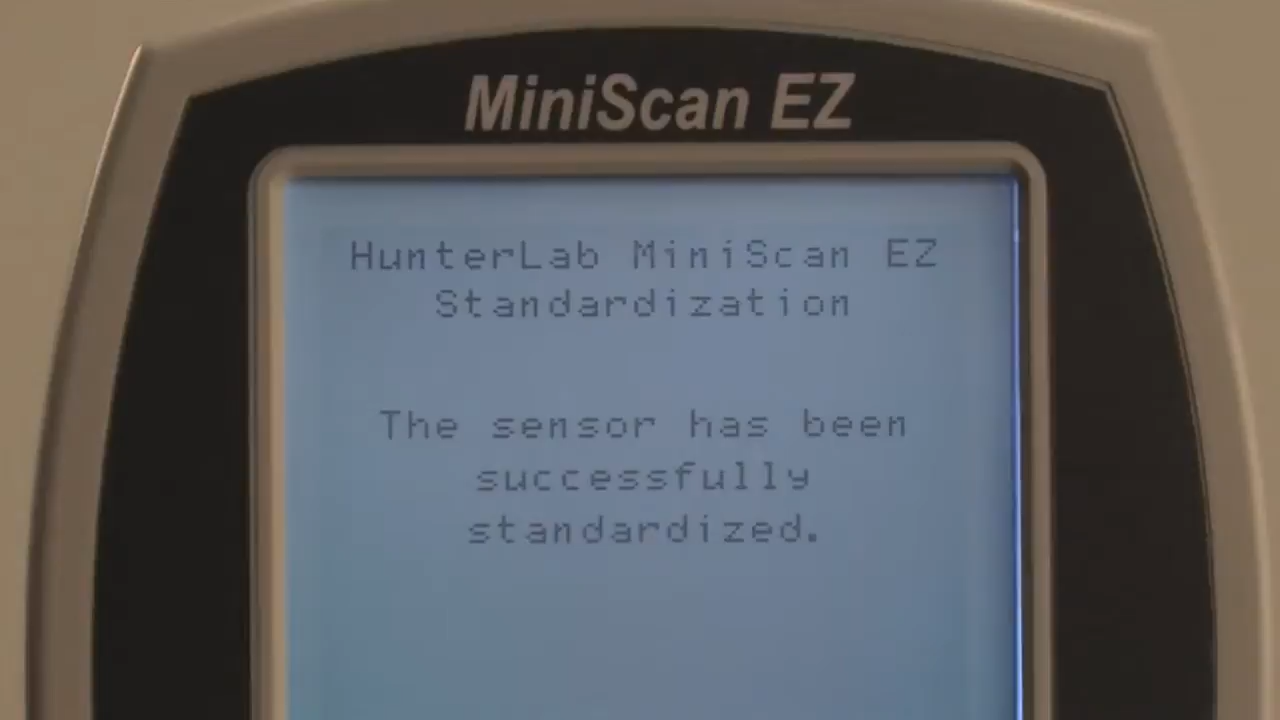 MiniScan EZ
HunterLab MiniScan EZ
Standardization
The sensor has been
successfully
standardized.